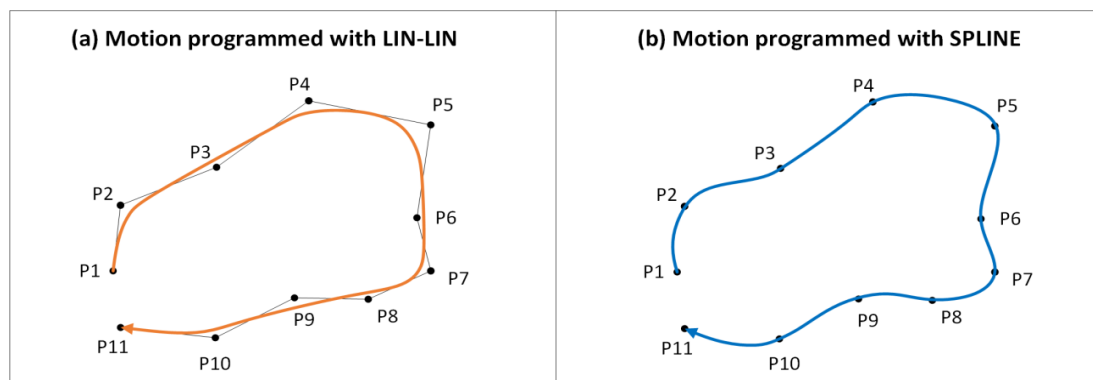 (a) Motion programmed with LIN-LIN
P4
P5
P3
P2
P6
P1
P7
P9
P8
P11
P10
(b) Motion programmed with SPLINE
P4
P5
P3
P2
P6
P1
P7
P9
P8
P11
P10